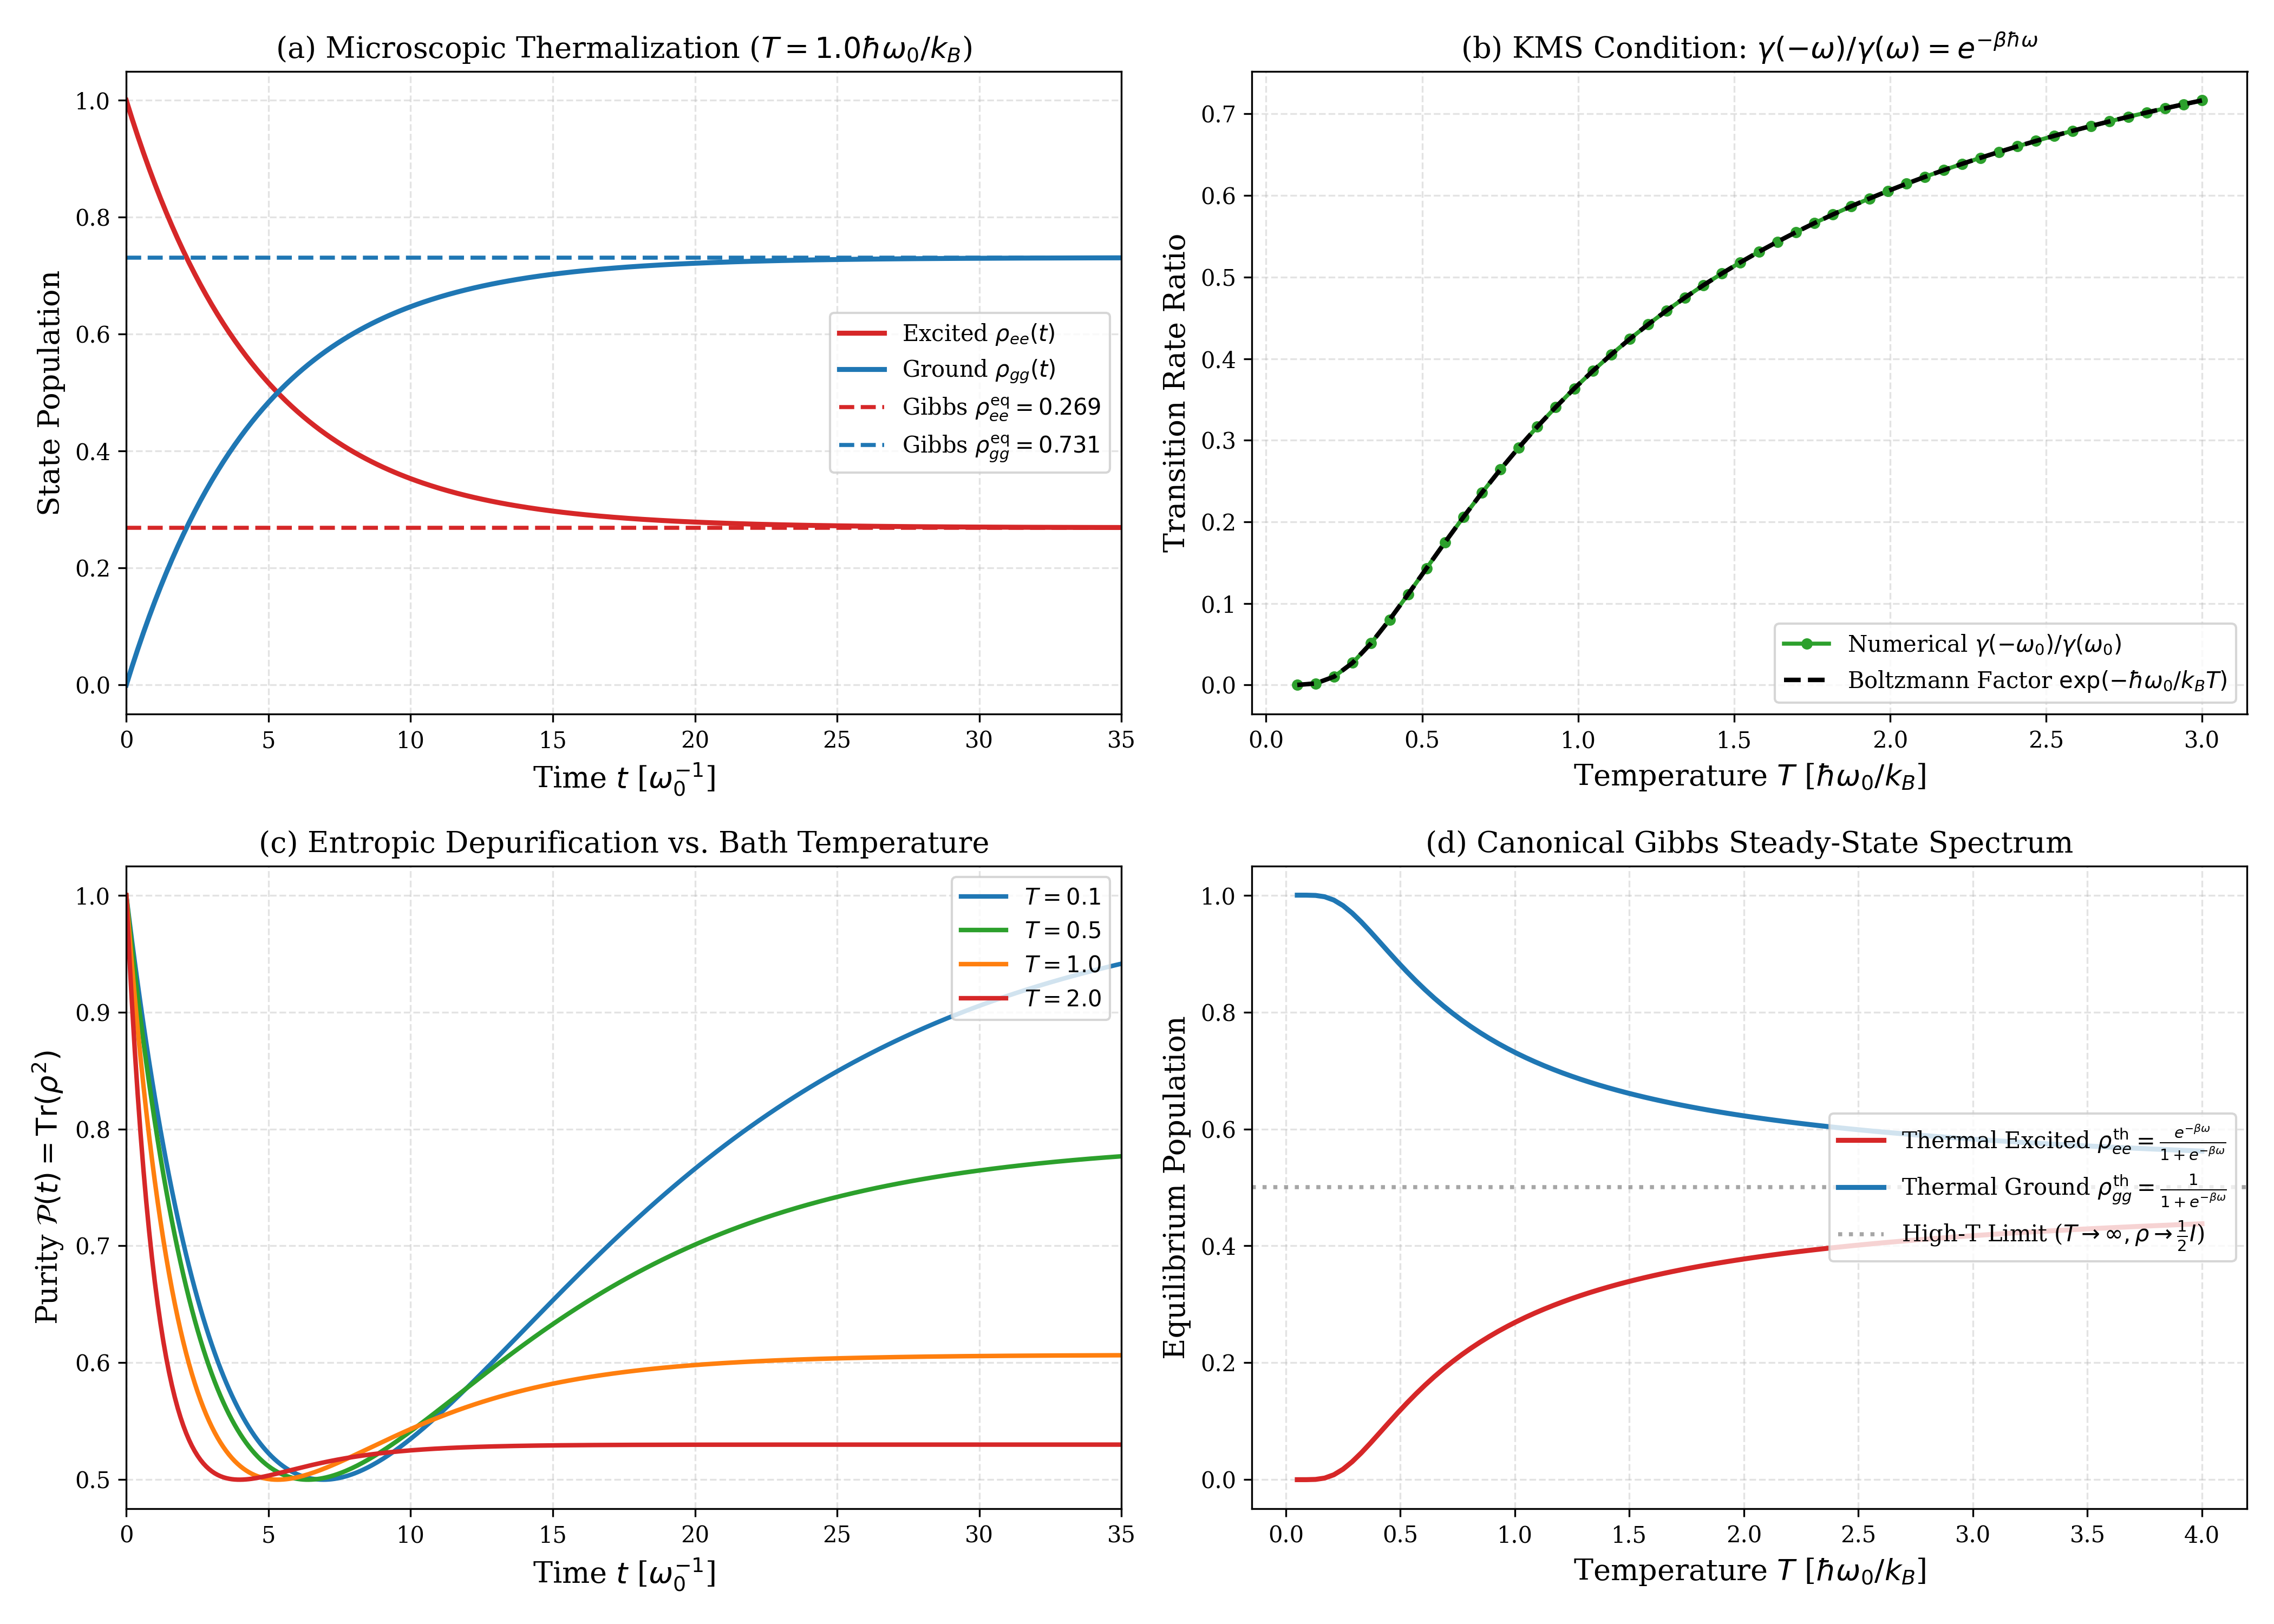 (a) Microscopic Thermalization (T = 1.0ℏω₀/k_B)
State Population
1.0
0.8
0.6
0.4
0.2
0.0
Excited ρₑₑ(t)
Ground ρ_gg(t)
Gibbs ρₑₑ^eq = 0.269
Gibbs ρ_gg^eq = 0.731
0 5 10 15 20 25 30 35
Time t [ω₀⁻¹]
(b) KMS Condition: γ(−ω)/γ(ω) = e^{−βℏω}
Transition Rate Ratio
0.7
0.6
0.5
0.4
0.3
0.2
0.1
0.0
Numerical γ(−ω₀)/γ(ω₀)
Boltzmann Factor exp(−ℏω₀/k_BT)
0.0 0.5 1.0 1.5 2.0 2.5 3.0
Temperature T [ℏω₀/k_B]
(c) Entropic Depurification vs. Bath Temperature
Purity 𝒫(t) = Tr(ρ²)
1.0
0.9
0.8
0.7
0.6
0.5
T = 0.1
T = 0.5
T = 1.0
T = 2.0
0 5 10 15 20 25 30 35
Time t [ω₀⁻¹]
(d) Canonical Gibbs Steady-State Spectrum
Equilibrium Population
1.0
0.8
0.6
0.4
0.2
0.0
Thermal Excited ρₑₑ^th = e^{−βω}/(1+e^{−βω})
Thermal Ground ρ_gg^th = 1/(1+e^{−βω})
High-T Limit (T → ∞, ρ → ½I)
0.0 0.5 1.0 1.5 2.0 2.5 3.0 3.5 4.0
Temperature T [ℏω₀/k_B]